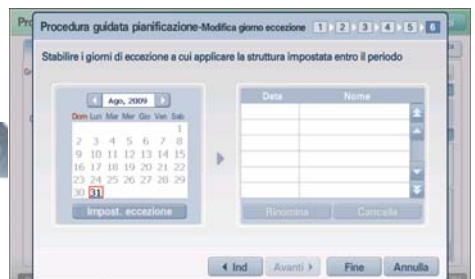 Pro
Procedura guidata pianificazione-Modifica giorno eccezione 1 2 3 4 5 6
Stabilire i giorni di eccezione a cui applicare la struttura impostata entro il periodo
Ago, 2009
Dom Lun Mar Mer Gio Ven Sab
1
2 3 4 5 6 7 8
9 10 11 12 13 14 15
16 17 18 19 20 21 22
23 24 25 26 27 28 29
30 31
Impost. eccezione
Data Nome
Rinomina Cancella
Ind Avanti Fine Annulla